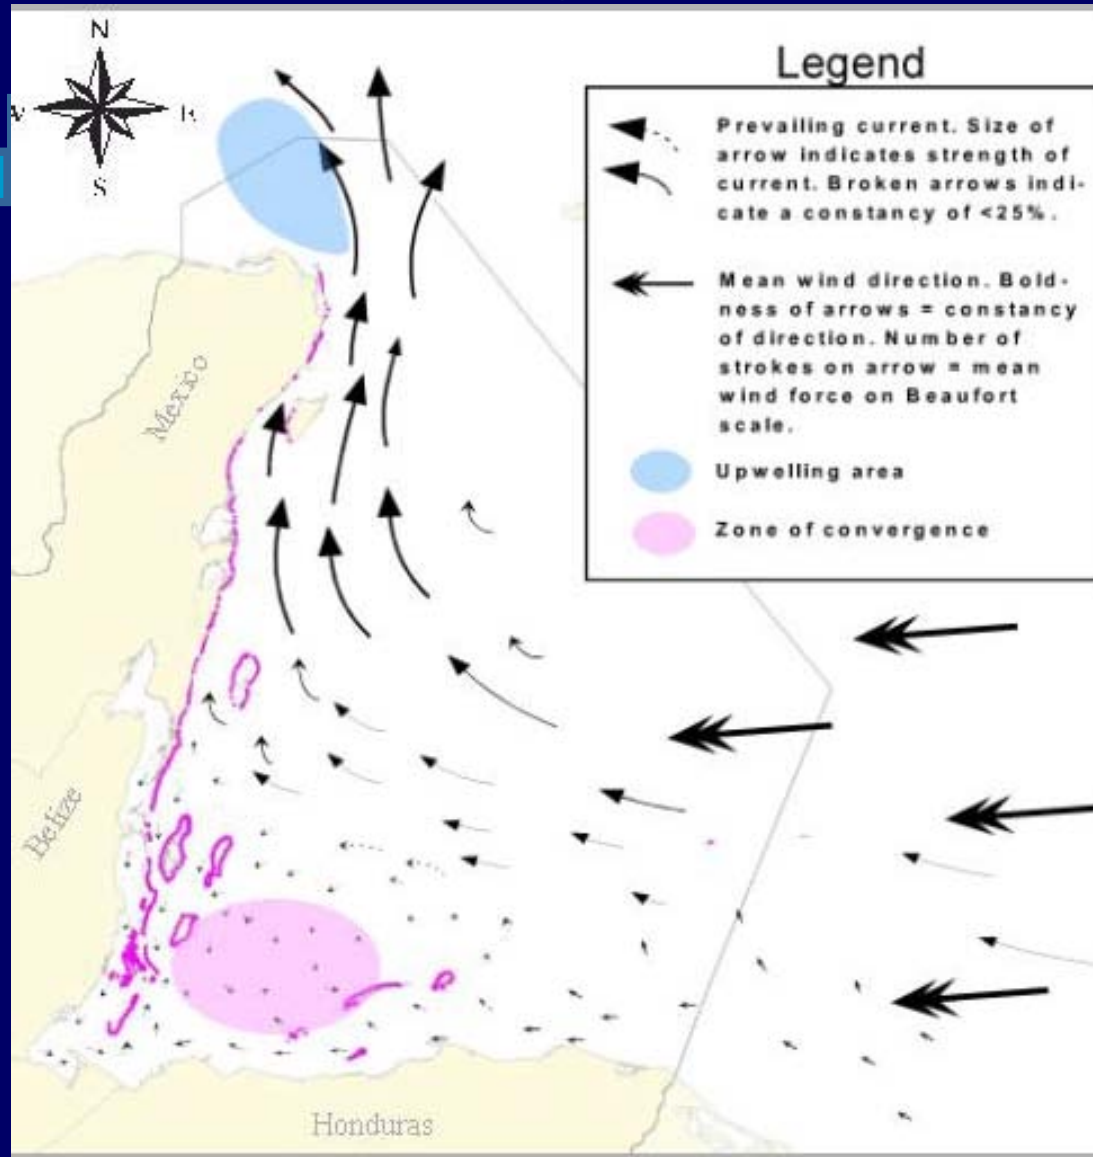 N
S
Legend
Prevailing current. Size of
arrow indicates strength of
current. Broken arrows indi-
cate a constancy of <25%.
Mean wind direction. Bold-
ness of arrows = constancy
of direction. Number of
strokes on arrow = mean
wind force on Beaufort
scale.
Upwelling area
Zone of convergence
Mexico
Belize
Honduras